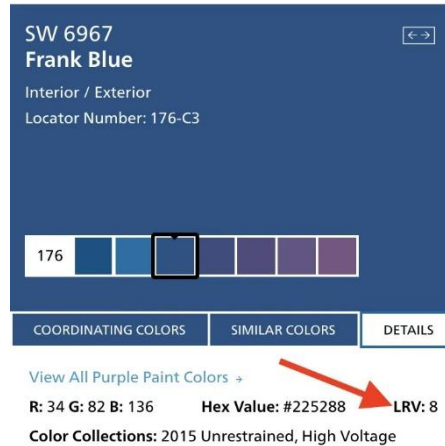 SW 6967
Frank Blue
Interior / Exterior
Locator Number: 176-C3
176
COORDINATING COLORS SIMILAR COLORS DETAILS
View All Purple Paint Colors →
R: 34 G: 82 B: 136 Hex Value: #225288 LRV: 8
Color Collections: 2015 Unrestrained, High Voltage